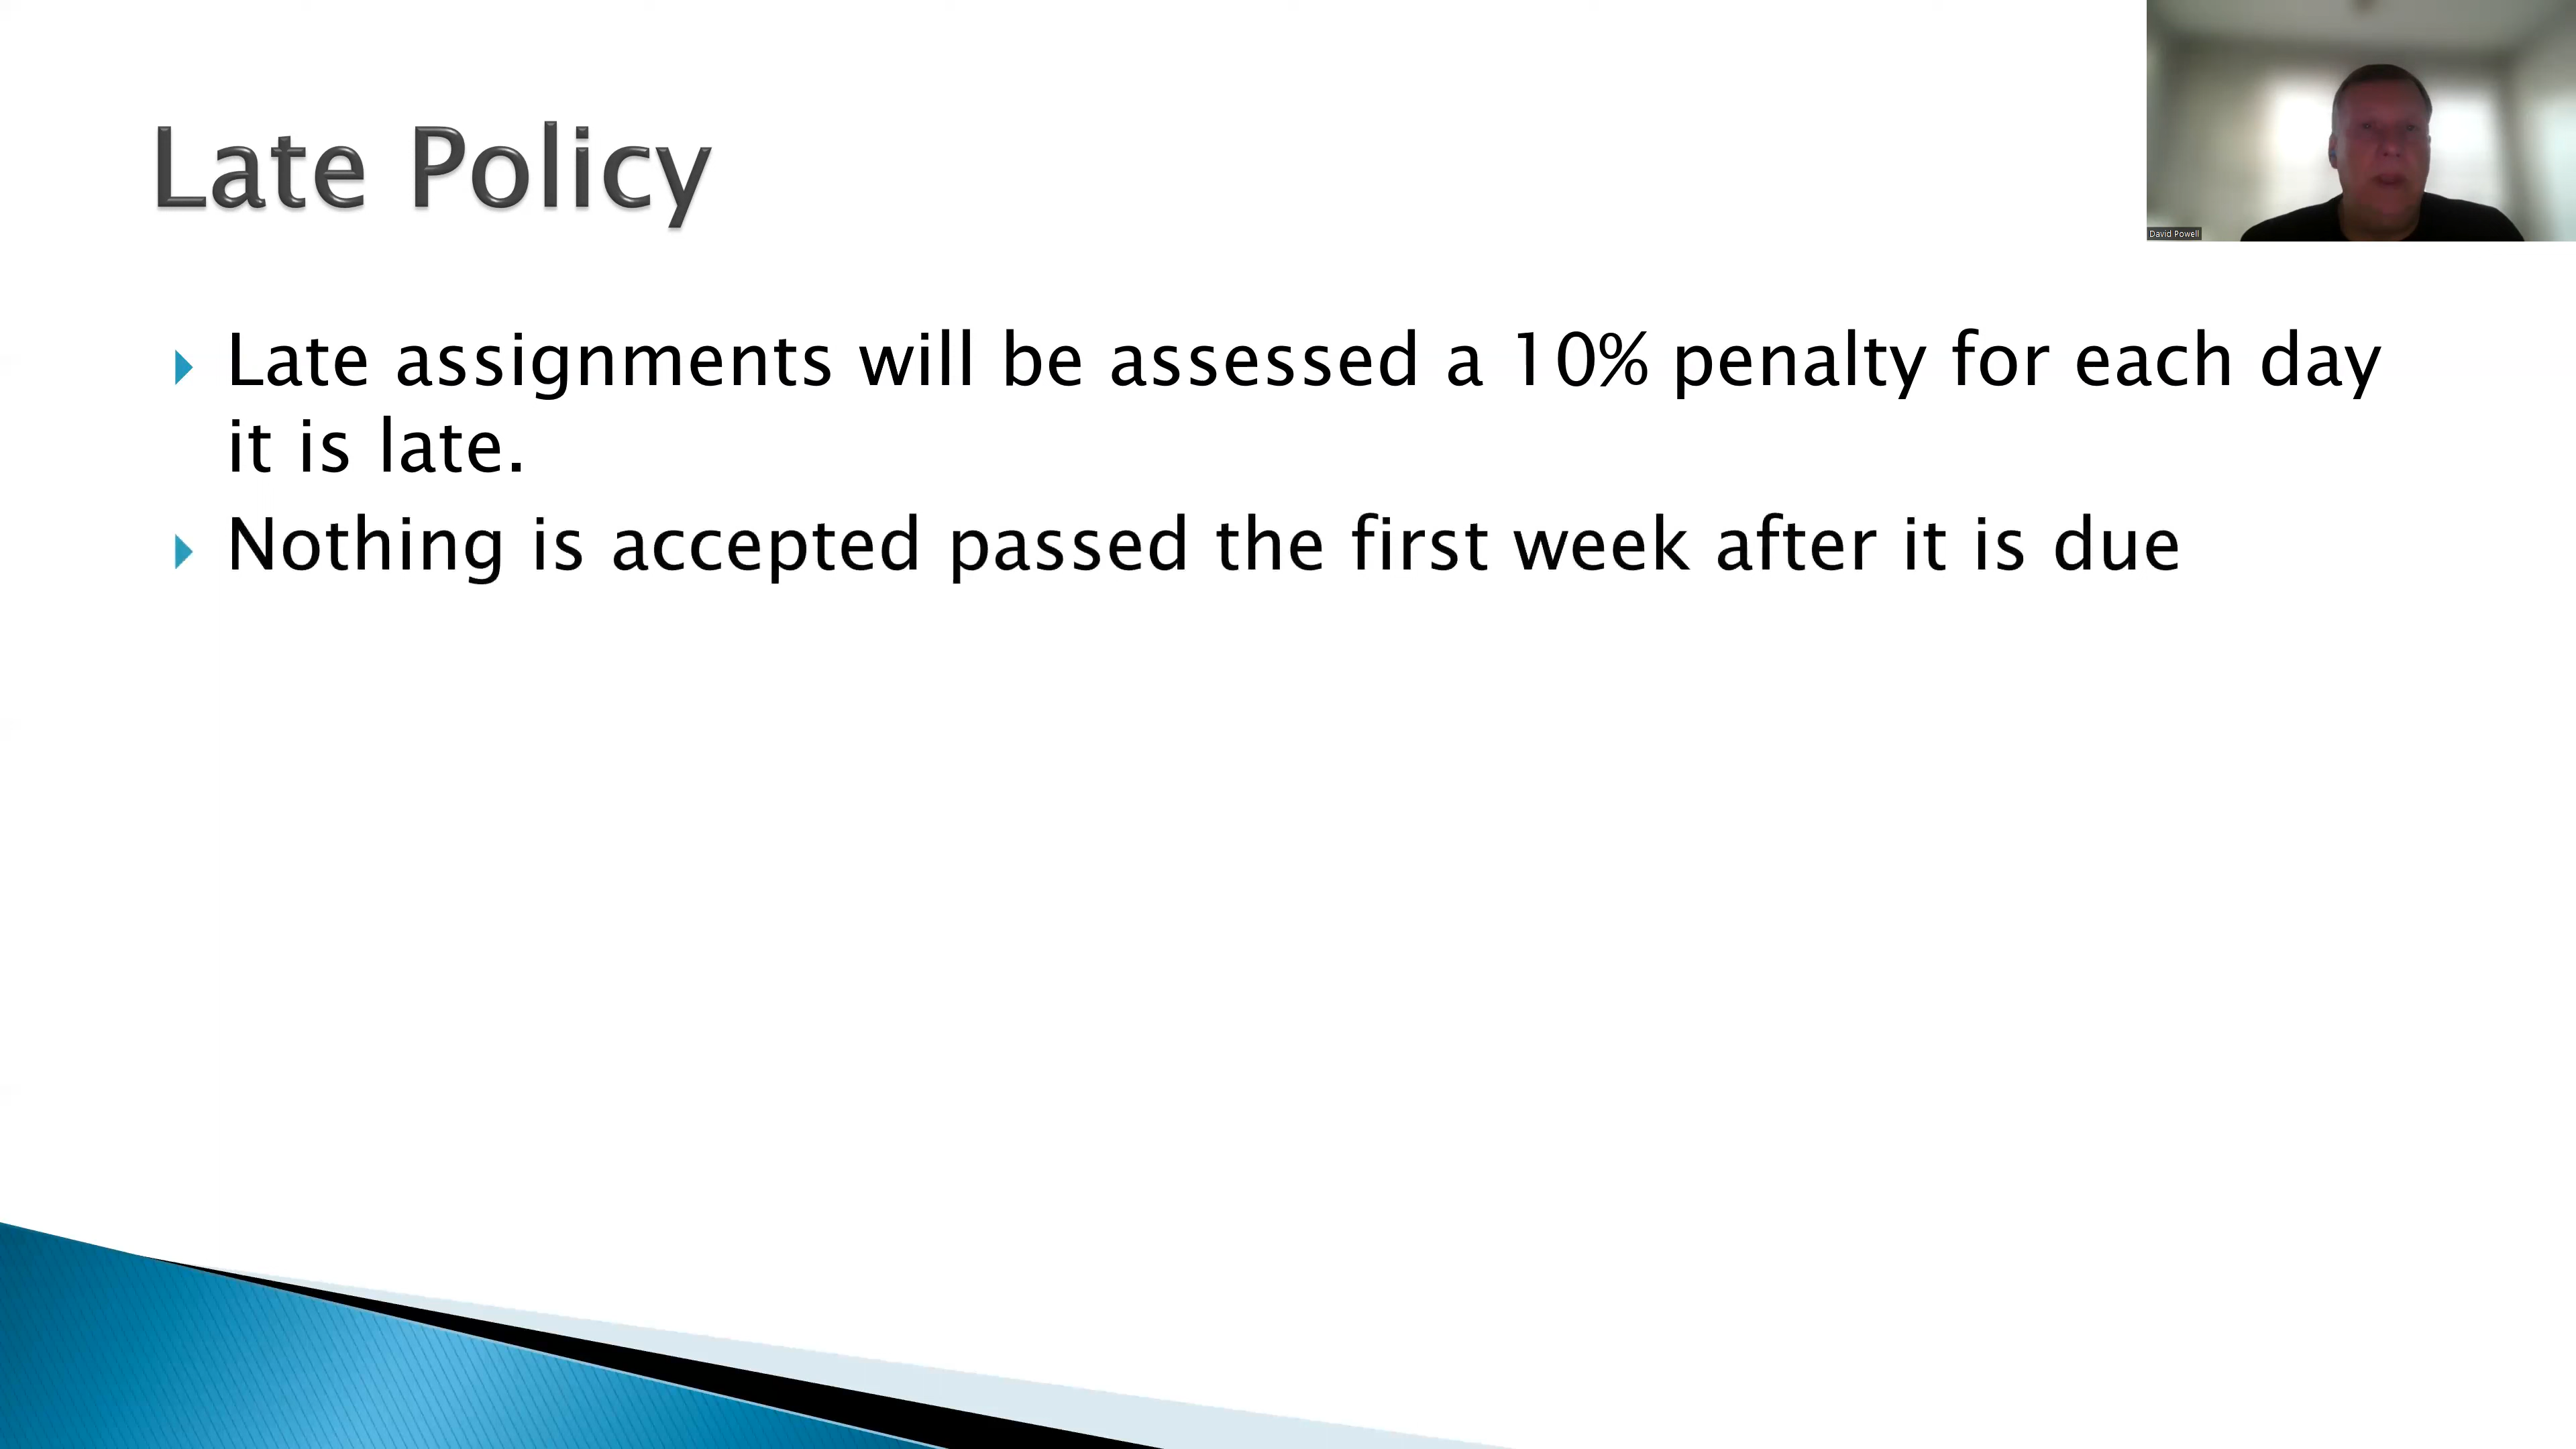 Late Policy
David Powell
Late assignments will be assessed a 10% penalty for each day
it is late.
Nothing is accepted passed the first week after it is due